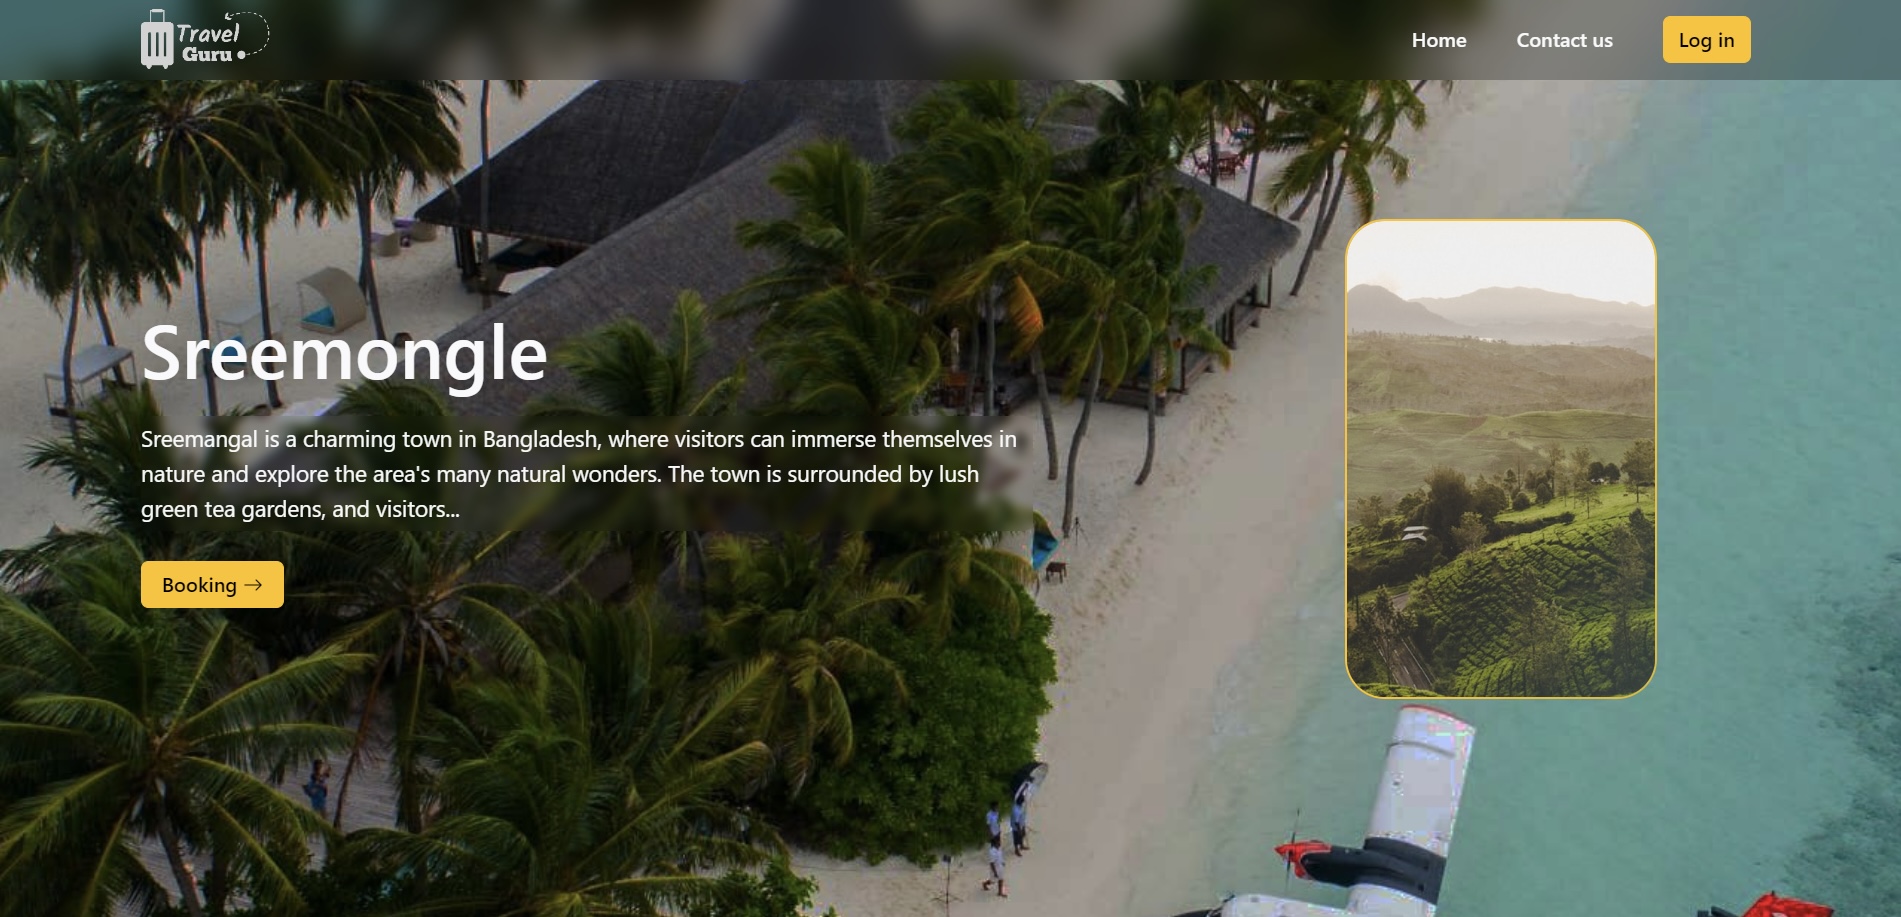 Travel
Guru
Home
Contact us
Log in
Sreemongle
Sreemangal is a charming town in Bangladesh, where visitors can immerse themselves in
nature and explore the area's many natural wonders. The town is surrounded by lush
green tea gardens, and visitors...
Booking →